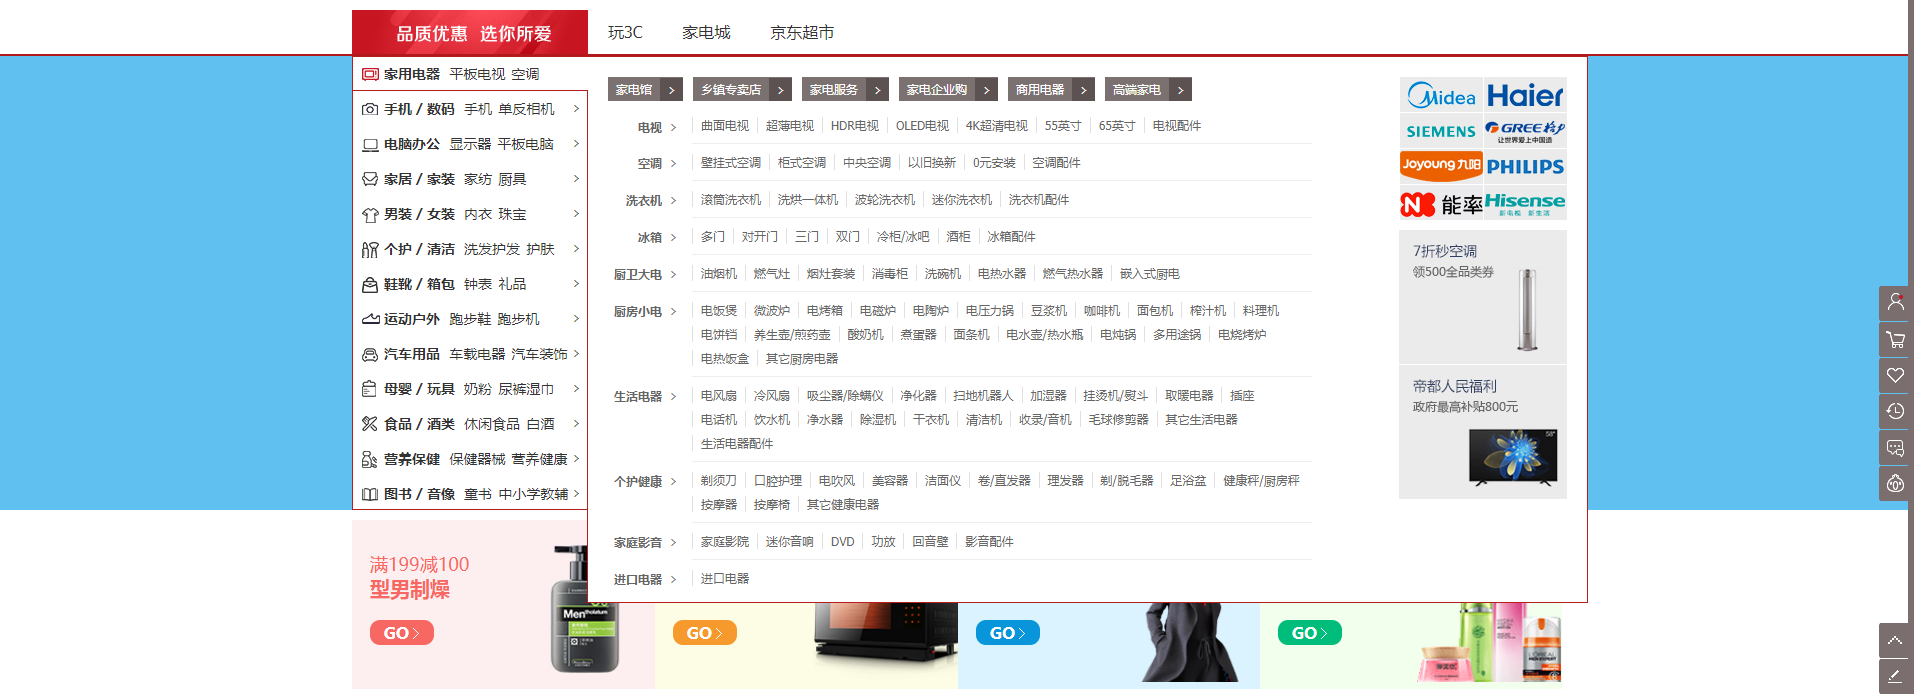 品质优惠 选你所爱
玩3C 家电城 京东超市
家用电器 平板电视 空调
手机 / 数码 手机 单反相机 >
电脑办公 显示器 平板电脑 >
家居 / 家装 家纺 厨具 >
男装 / 女装 内衣 珠宝 >
个护 / 清洁 洗发护发 护肤 >
鞋靴 / 箱包 钟表 礼品 >
运动户外 跑步鞋 跑步机 >
汽车用品 车载电器 汽车装饰 >
母婴 / 玩具 奶粉 尿裤湿巾 >
食品 / 酒类 休闲食品 白酒 >
营养保健 保健器械 营养健康 >
图书 / 音像 童书 中小学教辅 >
家电馆 > 乡镇专卖店 > 家电服务 > 家电企业购 > 商用电器 > 高端家电 >
电视 > 曲面电视 超薄电视 HDR电视 OLED电视 4K超清电视 55英寸 65英寸 电视配件
空调 > 壁挂式空调 柜式空调 中央空调 以旧换新 0元安装 空调配件
洗衣机 > 滚筒洗衣机 洗烘一体机 波轮洗衣机 迷你洗衣机 洗衣机配件
冰箱 > 多门 对开门 三门 双门 冷柜/冰吧 酒柜 冰箱配件
厨卫大电 > 油烟机 燃气灶 烟灶套装 消毒柜 洗碗机 电热水器 燃气热水器 嵌入式厨电
厨房小电 > 电饭煲 微波炉 电烤箱 电磁炉 电陶炉 电压力锅 豆浆机 咖啡机 面包机 榨汁机 料理机
电饼铛 养生壶/煎药壶 酸奶机 煮蛋器 面条机 电水壶/热水瓶 电炖锅 多用途锅 电烧烤炉
电热饭盒 其它厨房电器
生活电器 > 电风扇 冷风扇 吸尘器/除螨仪 净化器 扫地机器人 加湿器 挂烫机/熨斗 取暖电器 插座
电话机 饮水机 净水器 除湿机 干衣机 清洁机 收录/音机 毛球修剪器 其它生活电器
生活电器配件
个护健康 > 剃须刀 口腔护理 电吹风 美容器 洁面仪 卷/直发器 理发器 剃/脱毛器 足浴盆 健康秤/厨房秤
按摩器 按摩椅 其它健康电器
家庭影音 > 家庭影院 迷你音响 DVD 功放 回音壁 影音配件
进口电器 > 进口电器
Midea Haier
SIEMENS GREE格力
让世界爱上中国造
Joyoung九阳 PHILIPS
能率 Hisense
7折秒空调
领500全品类券
帝都人民福利
政府最高补贴800元
58"
满199减100
型男制燥
GO >
Mentholatum
GO >
GO >
GO >